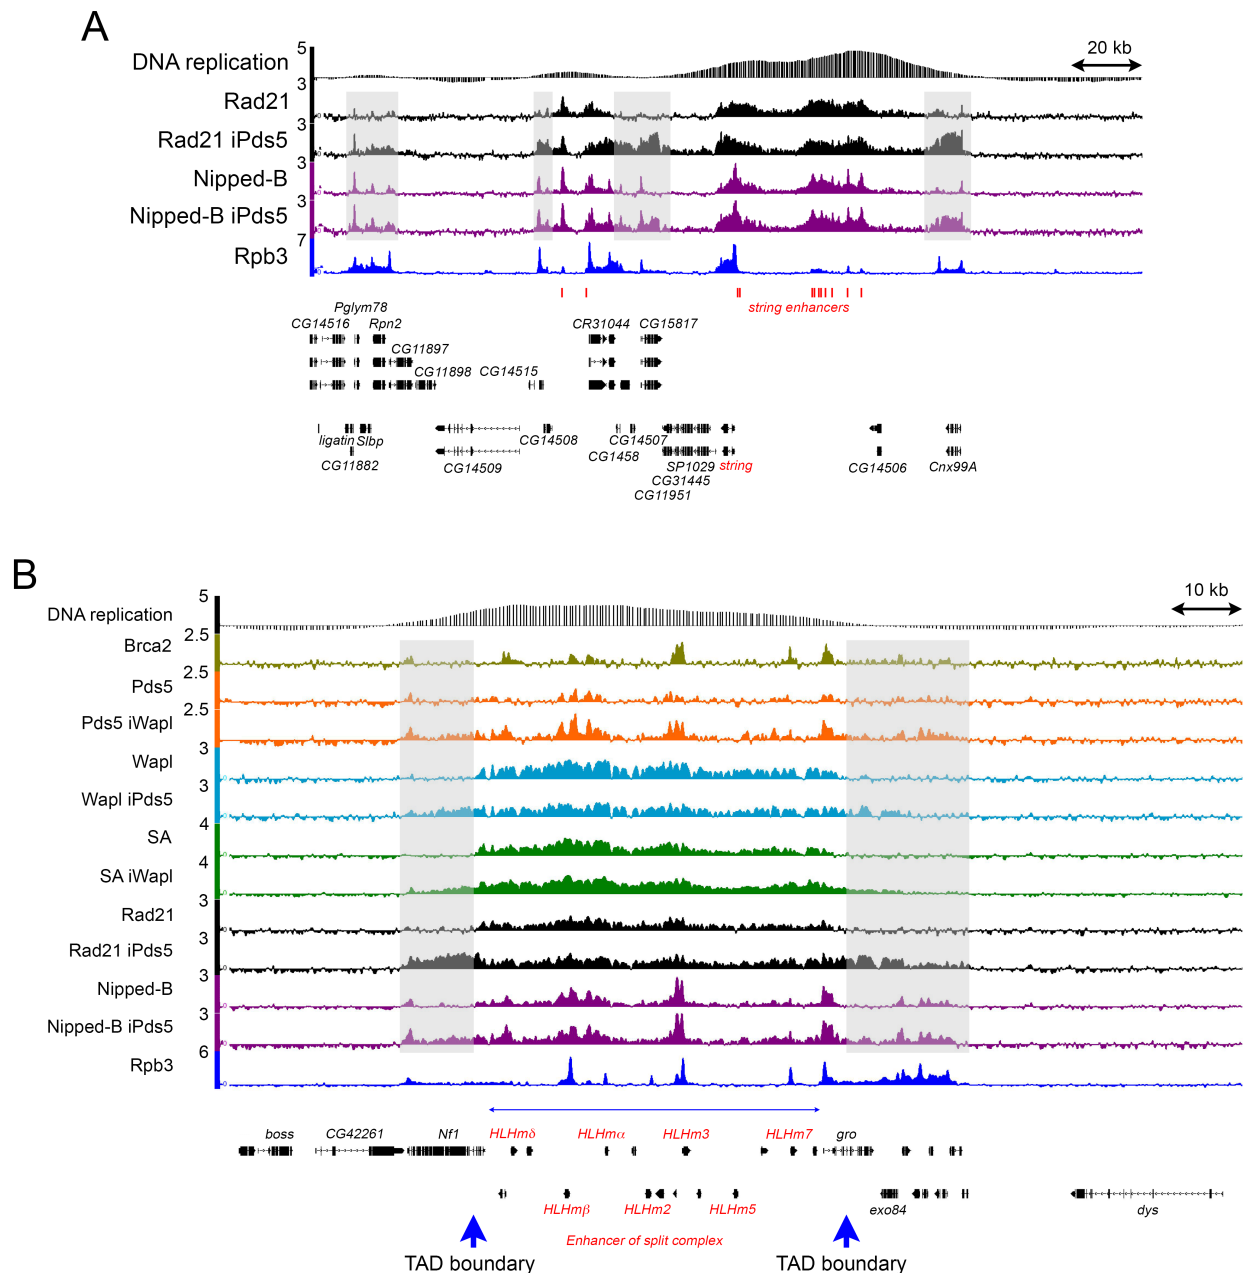 A
5
20 kb
DNA replication
3
Rad21
3
Rad21 iPds5
3
Nipped-B
3
Nipped-B iPds5
7
Rpb3
string enhancers
Pglym78
CG14516 Rpn2 CR31044 CG15817
CG11897
CG11898 CG14515
ligatin Slbp CG14508 CG14507
CG11882 CG14509 CG1458 SP1029 string CG14506 Cnx99A
CG31445
CG11951
B
5
10 kb
DNA replication
2.5
Brca2
2.5
Pds5
2.5
Pds5 iWapl
3
Wapl
3
Wapl iPds5
4
SA
4
SA iWapl
3
Rad21
3
Rad21 iPds5
3
Nipped-B
3
Nipped-B iPds5
6
Rpb3
boss CG42261 Nf1 HLHmδ HLHmα HLHm3 HLHm7 gro
HLHmβ HLHm2 HLHm5 exo84 dys
Enhancer of split complex
TAD boundary TAD boundary